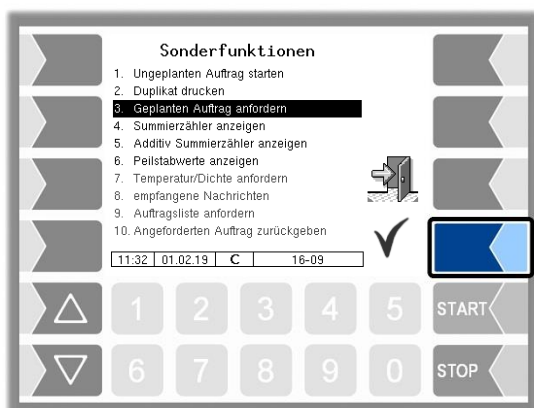 Sonderfunktionen
1. Ungeplanten Auftrag starten
2. Duplikat drucken
3. Geplanten Auftrag anfordern
4. Summierzähler anzeigen
5. Additiv Summierzähler anzeigen
6. Peilstabwerte anzeigen
7. Temperatur/Dichte anfordern
8. empfangene Nachrichten
9. Auftragsliste anfordern
10. Angeforderten Auftrag zurückgeben
11:32 01.02.19 C 16-09
1 2 3 4 5 START
6 7 8 9 0 STOP